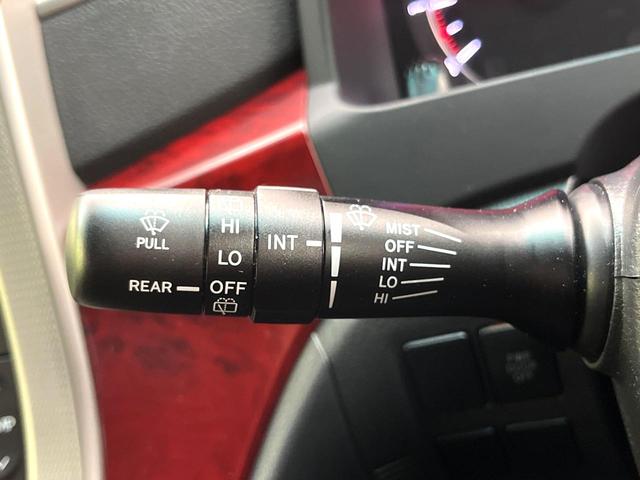 PULL
REAR
HI
LO
OFF
INT
MIST
OFF
INT
LO
HI